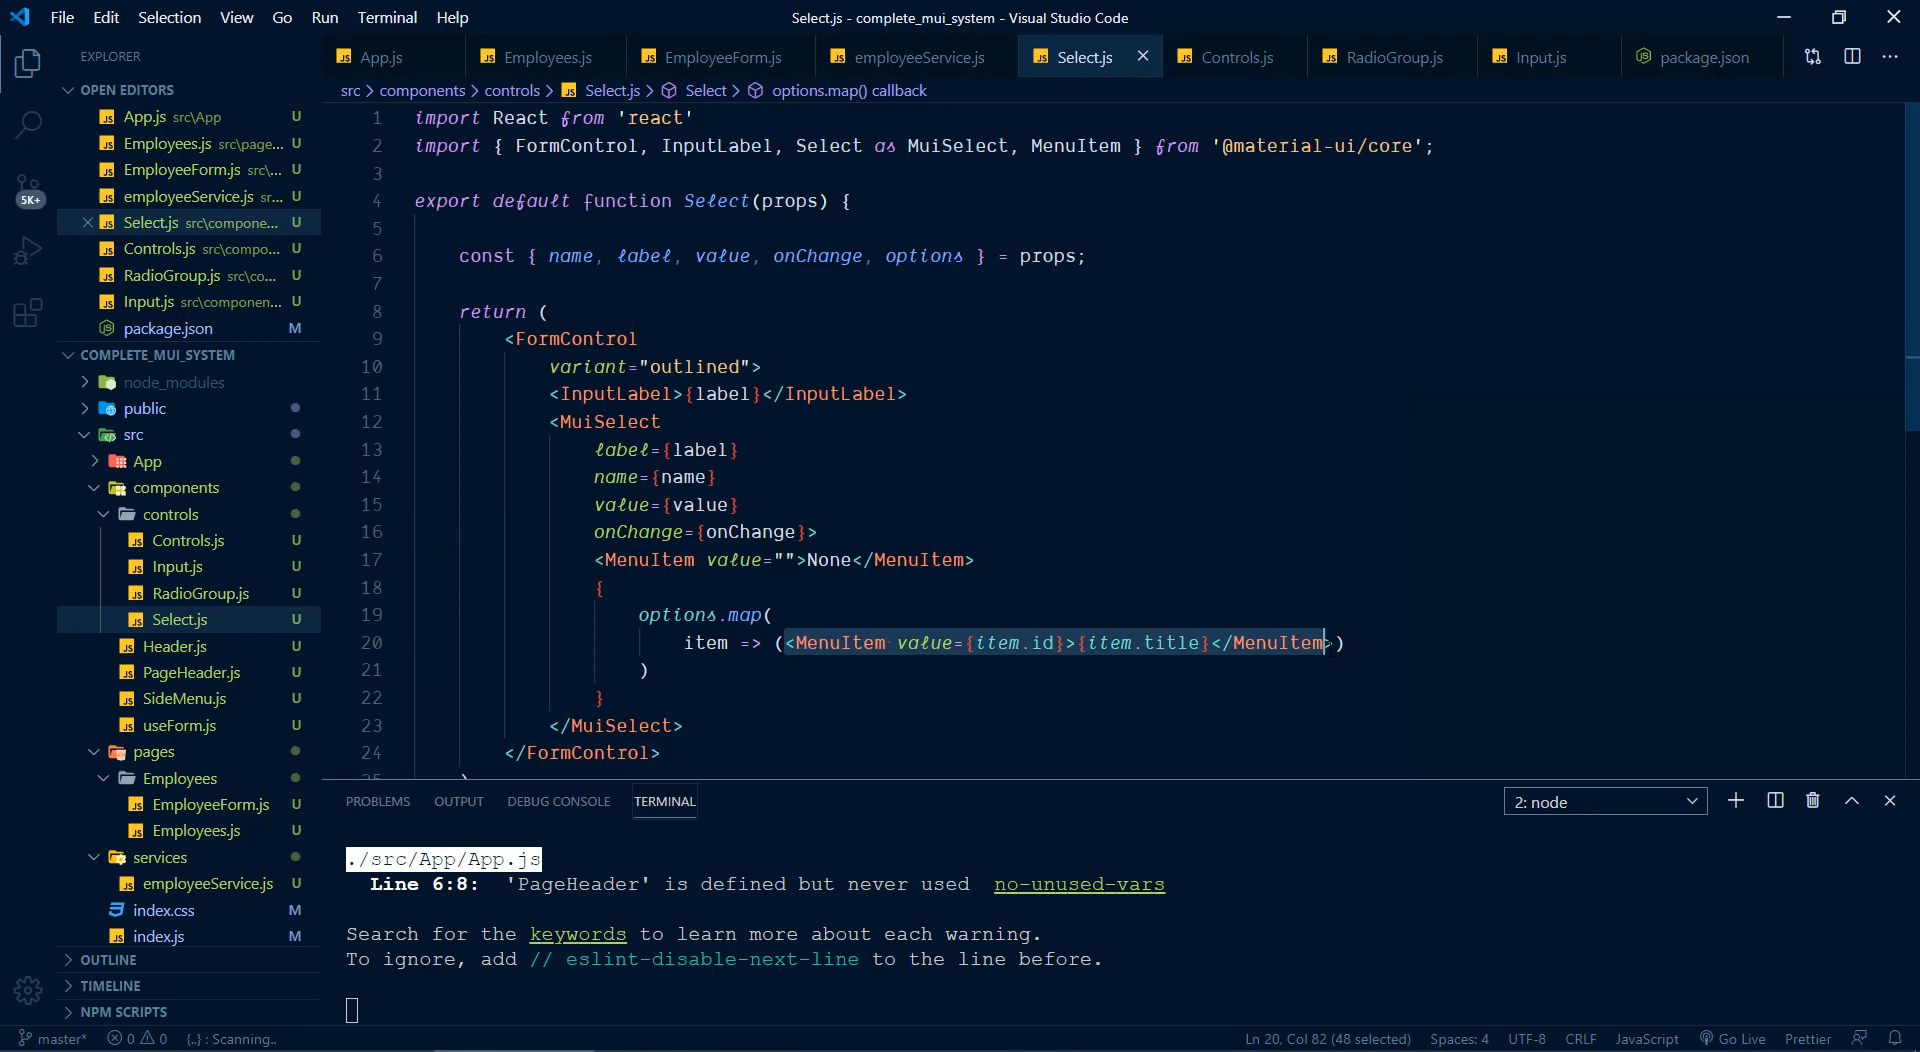 File Edit Selection View Go Run Terminal Help
Select.js - complete_mui_system - Visual Studio Code
EXPLORER
OPEN EDITORS
App.js src\App U
Employees.js src\page... U
EmployeeForm.js src\... U
employeeService.js sr... U
Select.js src\compone... U
Controls.js src\compo... U
RadioGroup.js src\co... U
Input.js src\componen... U
package.json M
COMPLETE_MUI_SYSTEM
node_modules
public
src
App
components
controls
Controls.js U
Input.js U
RadioGroup.js U
Select.js U
Header.js U
PageHeader.js U
SideMenu.js U
useForm.js U
pages
Employees
EmployeeForm.js U
Employees.js U
services
employeeService.js U
index.css M
index.js M
OUTLINE
TIMELINE
NPM SCRIPTS
5K+
App.js Employees.js EmployeeForm.js employeeService.js Select.js Controls.js RadioGroup.js Input.js package.json
src > components > controls > Select.js > Select > options.map() callback
1 import React from 'react'
2 import { FormControl, InputLabel, Select as MuiSelect, MenuItem } from '@material-ui/core';
3
4 export default function Select(props) {
5
6 const { name, label, value, onChange, options } = props;
7
8 return (
9 <FormControl
10 variant="outlined">
11 <InputLabel>{label}</InputLabel>
12 <MuiSelect
13 label={label}
14 name={name}
15 value={value}
16 onChange={onChange}>
17 <MenuItem value="">None</MenuItem>
18 {
19 options.map(
20 item => (<MenuItem value={item.id}>{item.title}</MenuItem>)
21 )
22 }
23 </MuiSelect>
24 </FormControl>
25 )
PROBLEMS OUTPUT DEBUG CONSOLE TERMINAL
2: node
./src/App/App.js
Line 6:8: 'PageHeader' is defined but never used no-unused-vars
Search for the keywords to learn more about each warning.
To ignore, add // eslint-disable-next-line to the line before.
master* 0 0 {..} : Scanning..
Ln 20, Col 82 (48 selected) Spaces: 4 UTF-8 CRLF JavaScript Go Live Prettier